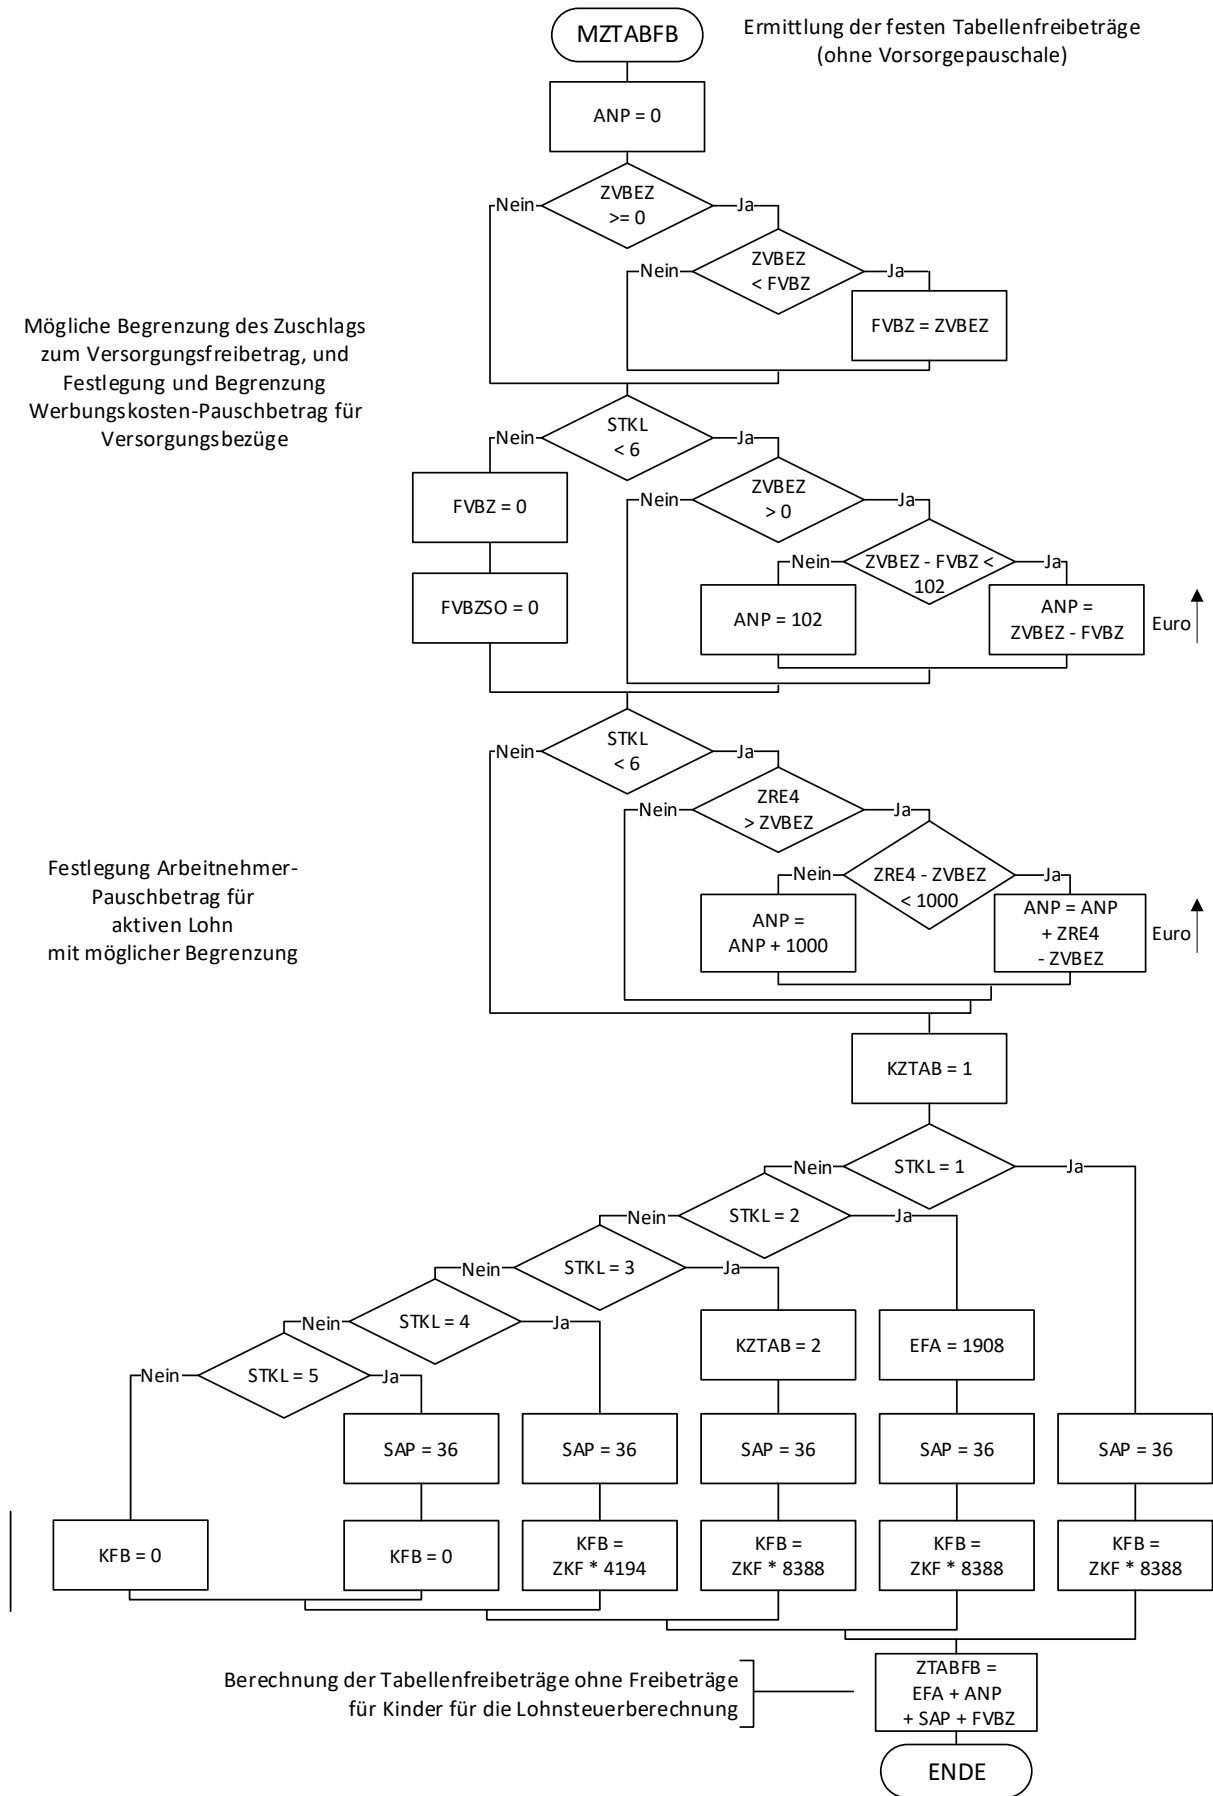 MZTABFB
Ermittlung der festen Tabellenfreibeträge
(ohne Vorsorgepauschale)
ANP = 0
ZVBEZ
>= 0
Nein
Ja
ZVBEZ
< FVBZ
Nein
Ja
FVBZ = ZVBEZ
Mögliche Begrenzung des Zuschlags
zum Versorgungsfreibetrag, und
Festlegung und Begrenzung
Werbungskosten-Pauschbetrag für
Versorgungsbezüge
STKL
< 6
Nein
Ja
FVBZ = 0
FVBZSO = 0
ZVBEZ
> 0
Nein
Ja
ZVBEZ - FVBZ <
102
Nein
Ja
ANP = 102
ANP =
ZVBEZ - FVBZ
Euro
STKL
< 6
Nein
Ja
ZRE4
> ZVBEZ
Nein
Ja
ZRE4 - ZVBEZ
< 1000
Nein
Ja
Festlegung Arbeitnehmer-
Pauschbetrag für
aktiven Lohn
mit möglicher Begrenzung
ANP =
ANP + 1000
ANP = ANP
+ ZRE4
- ZVBEZ
Euro
KZTAB = 1
STKL = 1
Nein
Ja
STKL = 2
Nein
Ja
STKL = 3
Nein
Ja
STKL = 4
Nein
Ja
STKL = 5
Nein
Ja
KZTAB = 2
EFA = 1908
SAP = 36
SAP = 36
SAP = 36
SAP = 36
SAP = 36
KFB = 0
KFB = 0
KFB =
ZKF * 4194
KFB =
ZKF * 8388
KFB =
ZKF * 8388
KFB =
ZKF * 8388
Berechnung der Tabellenfreibeträge ohne Freibeträge
für Kinder für die Lohnsteuerberechnung
ZTABFB =
EFA + ANP
+ SAP + FVBZ
ENDE